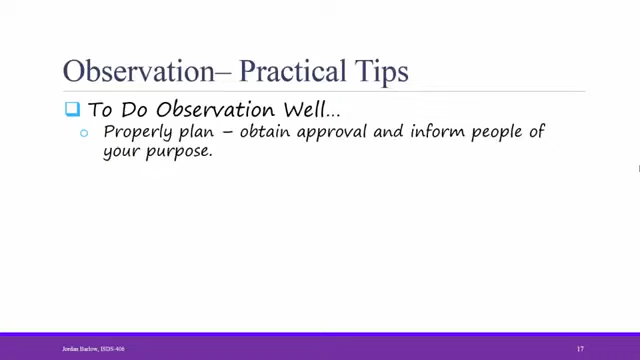 Observation– Practical Tips
To Do Observation Well...
Properly plan – obtain approval and inform people of
your purpose.
Jordan Barlow, ISDS-406
17